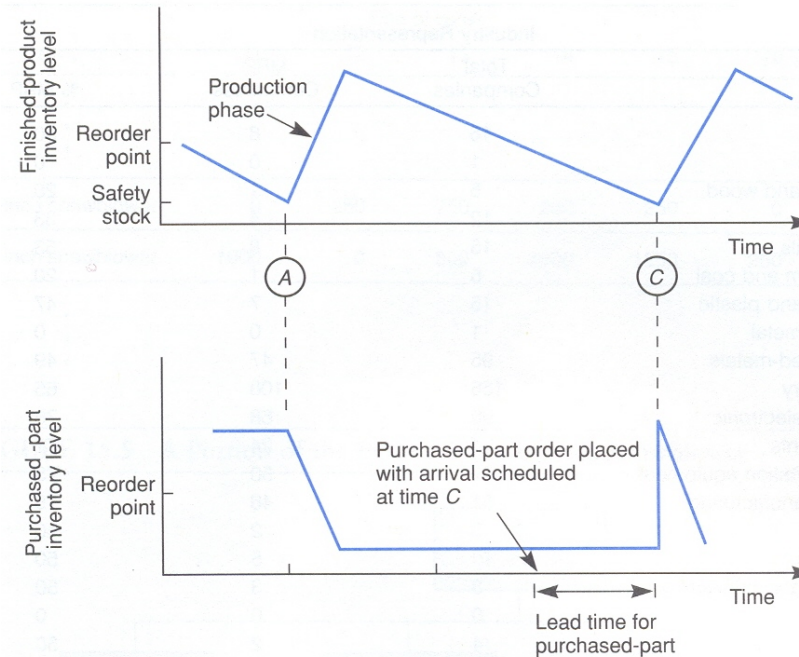 Finished-product
inventory level
Production
phase
Reorder
point
Safety
stock
Time
A
C
Purchased -part
inventory level
Purchased-part order placed
with arrival scheduled
at time C
Reorder
point
Time
Lead time for
purchased-part